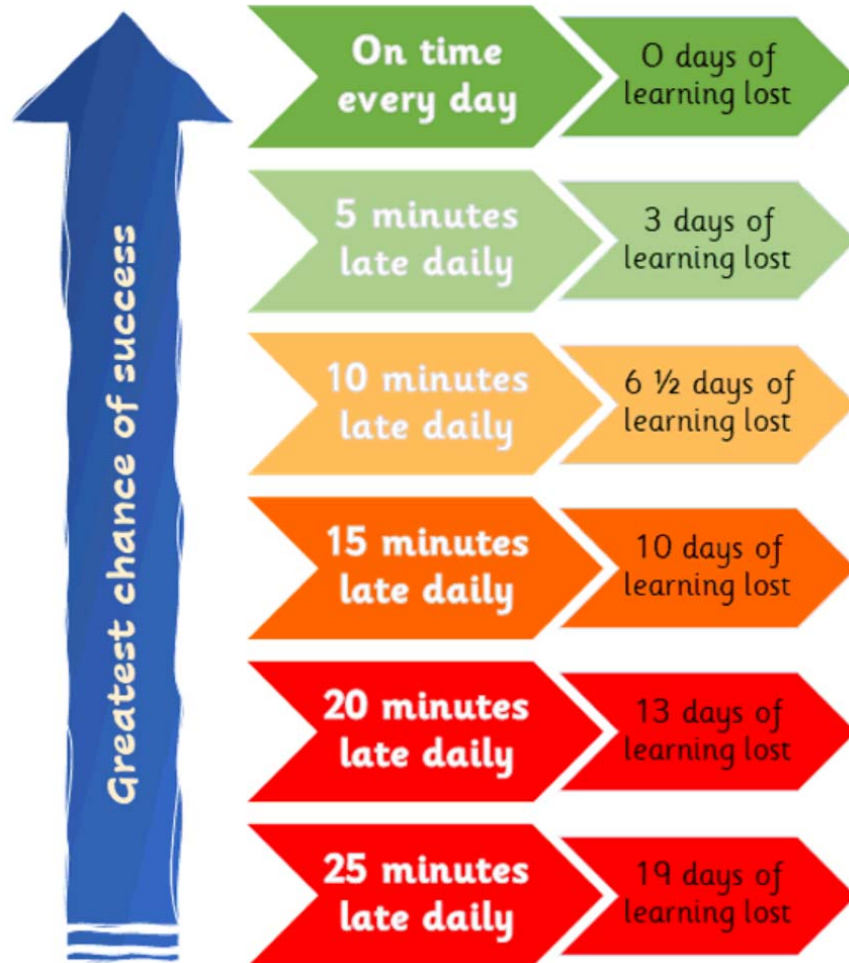 Greatest chance of success
On time
every day
0 days of
learning lost
5 minutes
late daily
3 days of
learning lost
10 minutes
late daily
6 ½ days of
learning lost
15 minutes
late daily
10 days of
learning lost
20 minutes
late daily
13 days of
learning lost
25 minutes
late daily
19 days of
learning lost